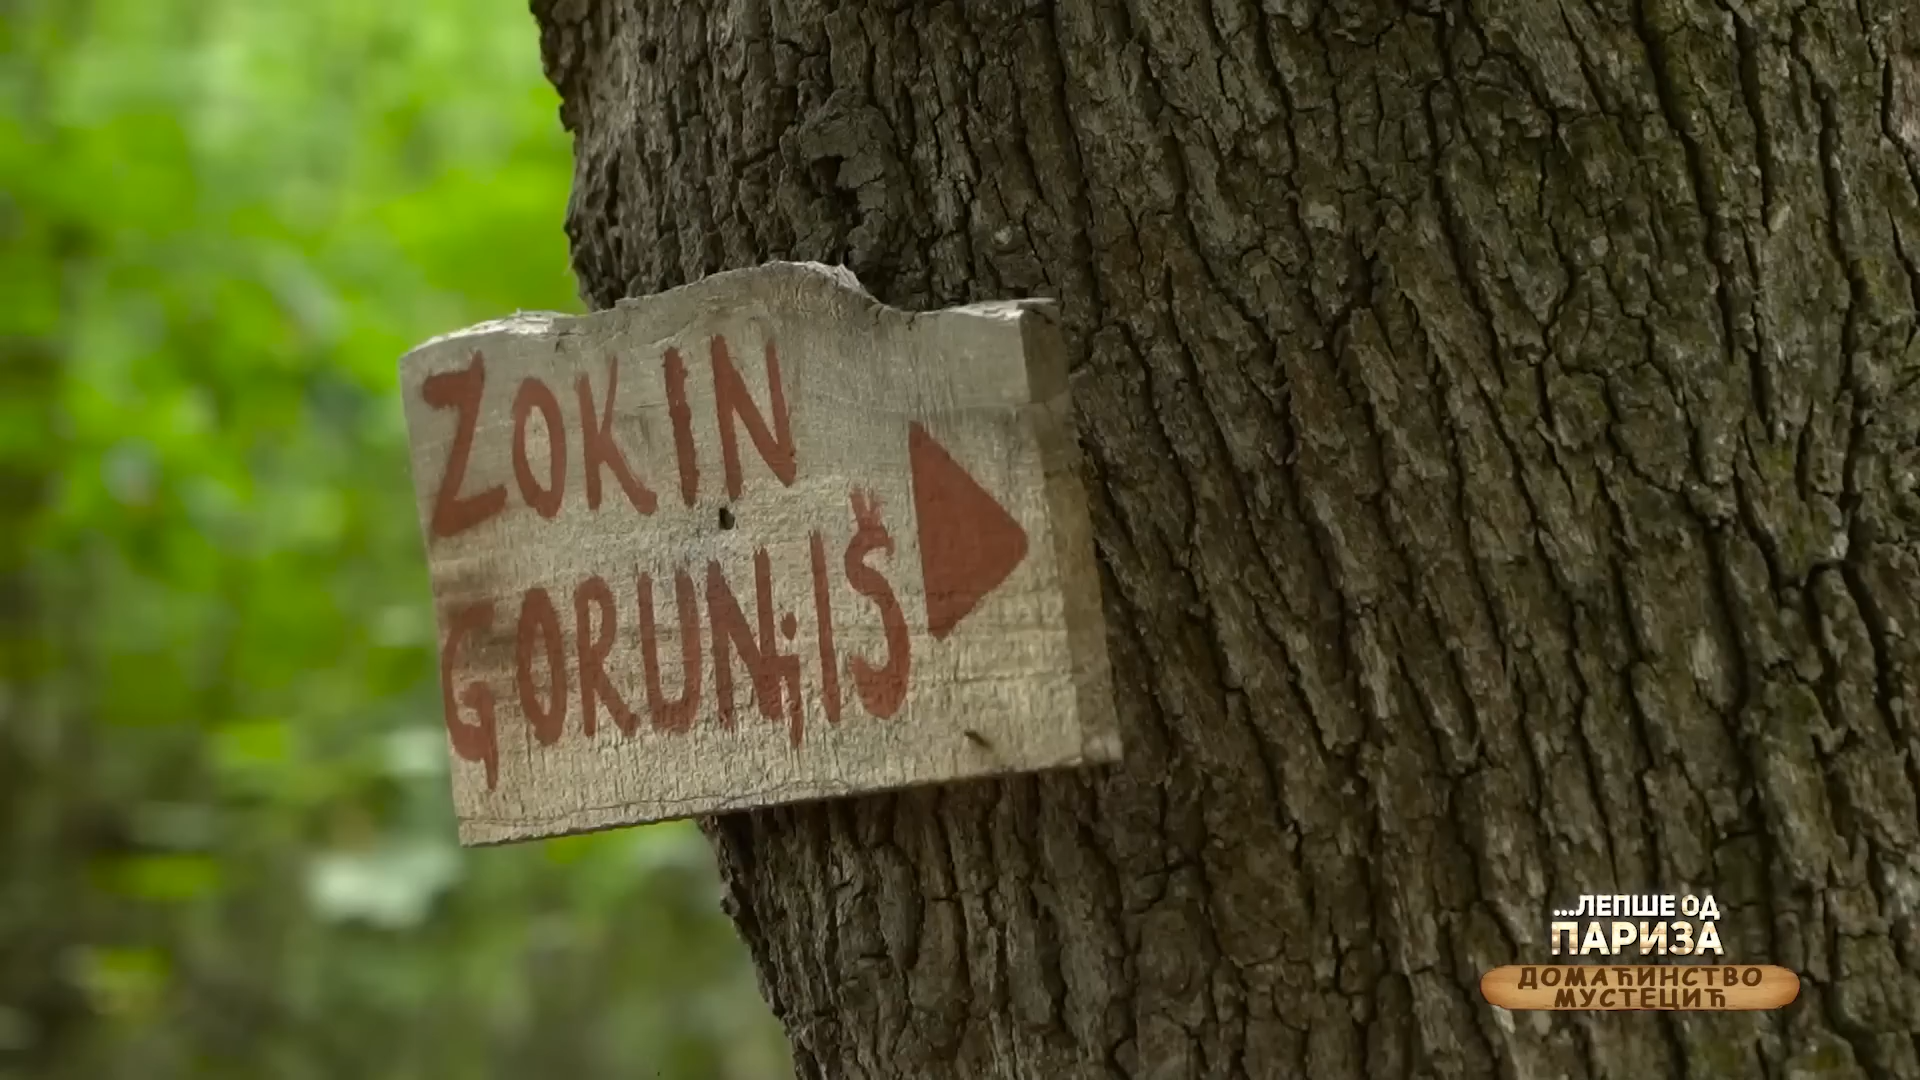 ZOKIN
GORUNjIŠ
...ЛЕПШЕ ОД
ПАРИЗА
ДОМАЋИНСТВО
МУСТЕЦИЋ